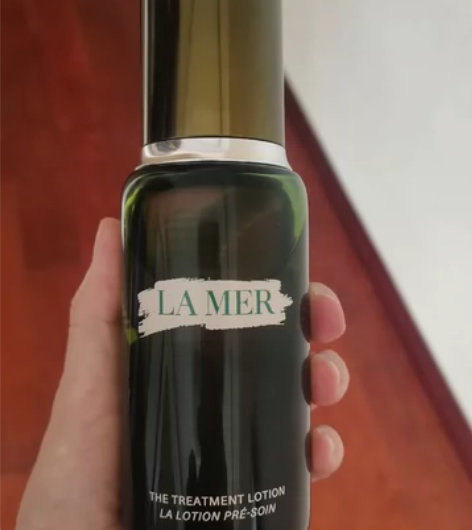 LA MER
THE TREATMENT LOTION
LA LOTION PRÉ-SOIN